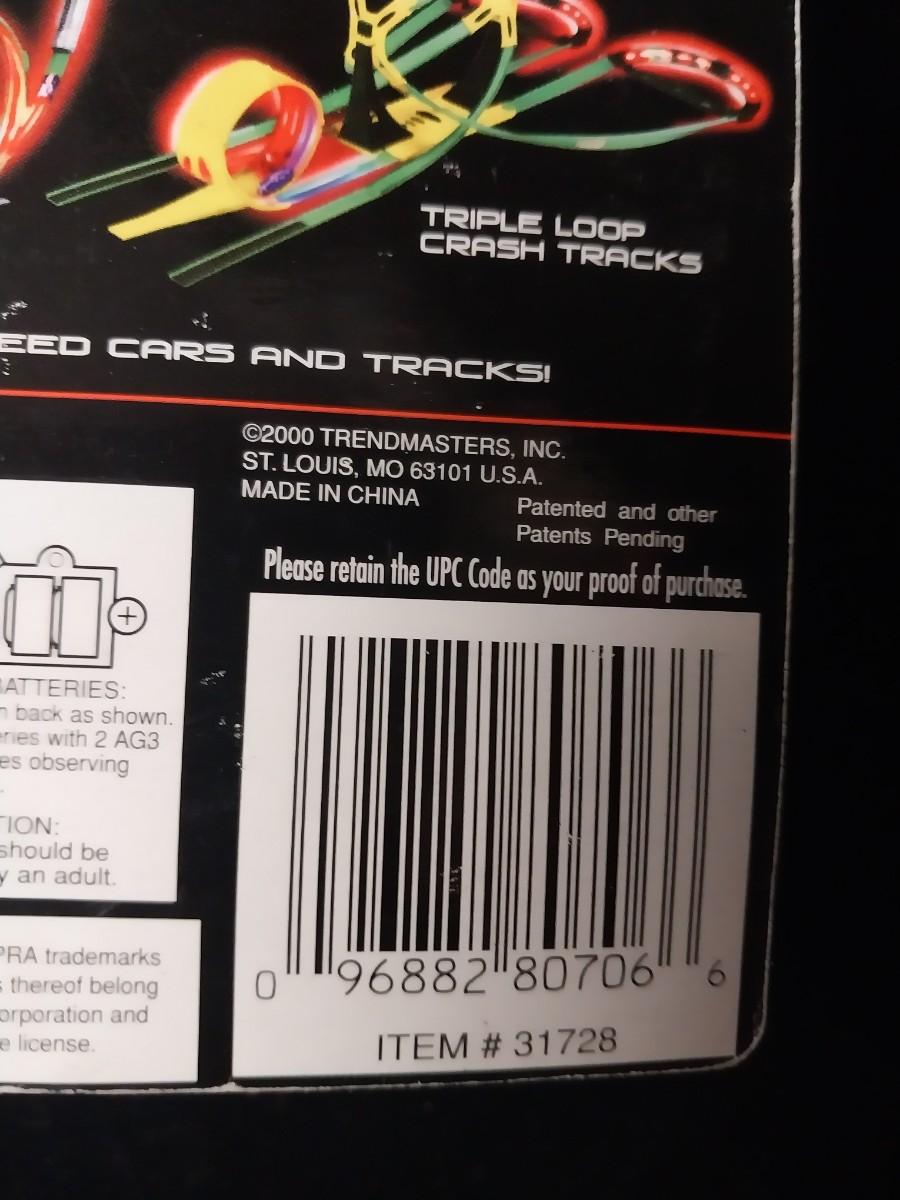 TRIPLE LOOP
CRASH TRACKS
EED CARS AND TRACKS!
©2000 TRENDMASTERS, INC.
ST. LOUIS, MO 63101 U.S.A.
MADE IN CHINA
Patented and other
Patents Pending
Please retain the UPC Code as your proof of purchase.
+
BATTERIES:
n back as shown.
eries with 2 AG3
es observing
TION:
should be
y an adult.
PRA trademarks
s thereof belong
orporation and
e license.
0 96882 80706 6
ITEM # 31728